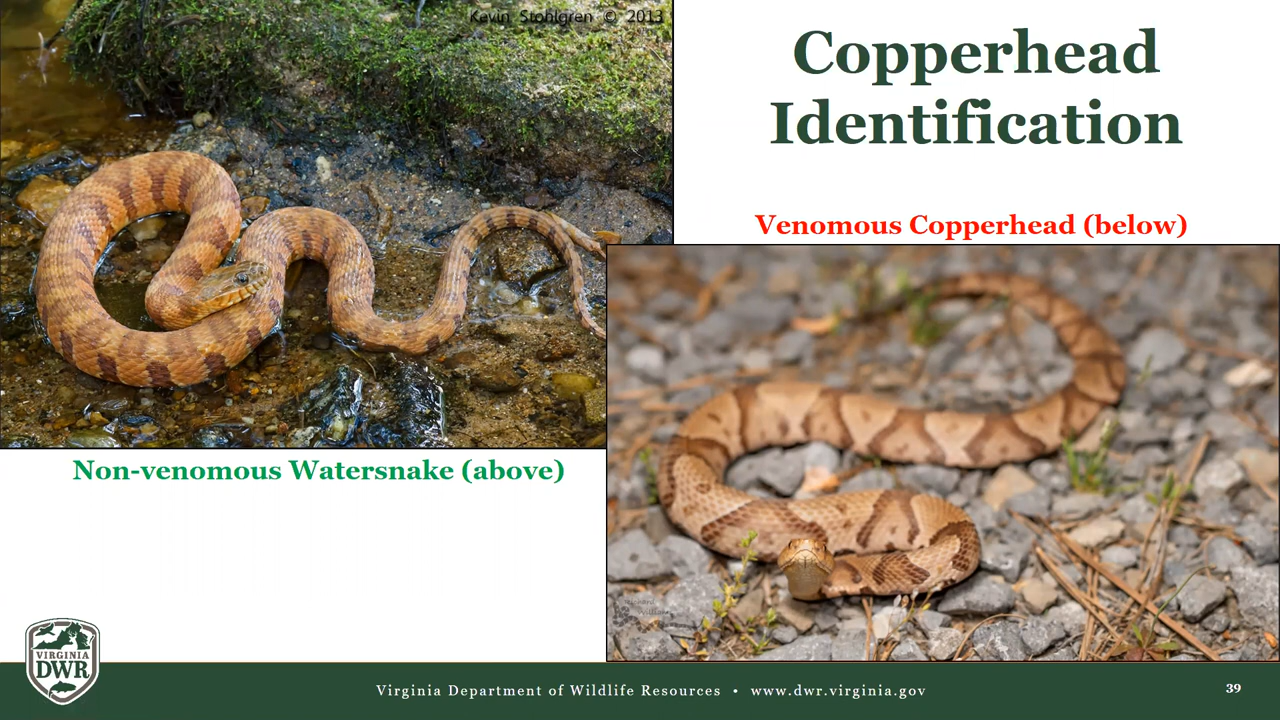 Kevin Stohlgren © 2013
Copperhead
Identification
Venomous Copperhead (below)
Non-venomous Watersnake (above)
VIRGINIA
DWR
Virginia Department of Wildlife Resources • www.dwr.virginia.gov
39